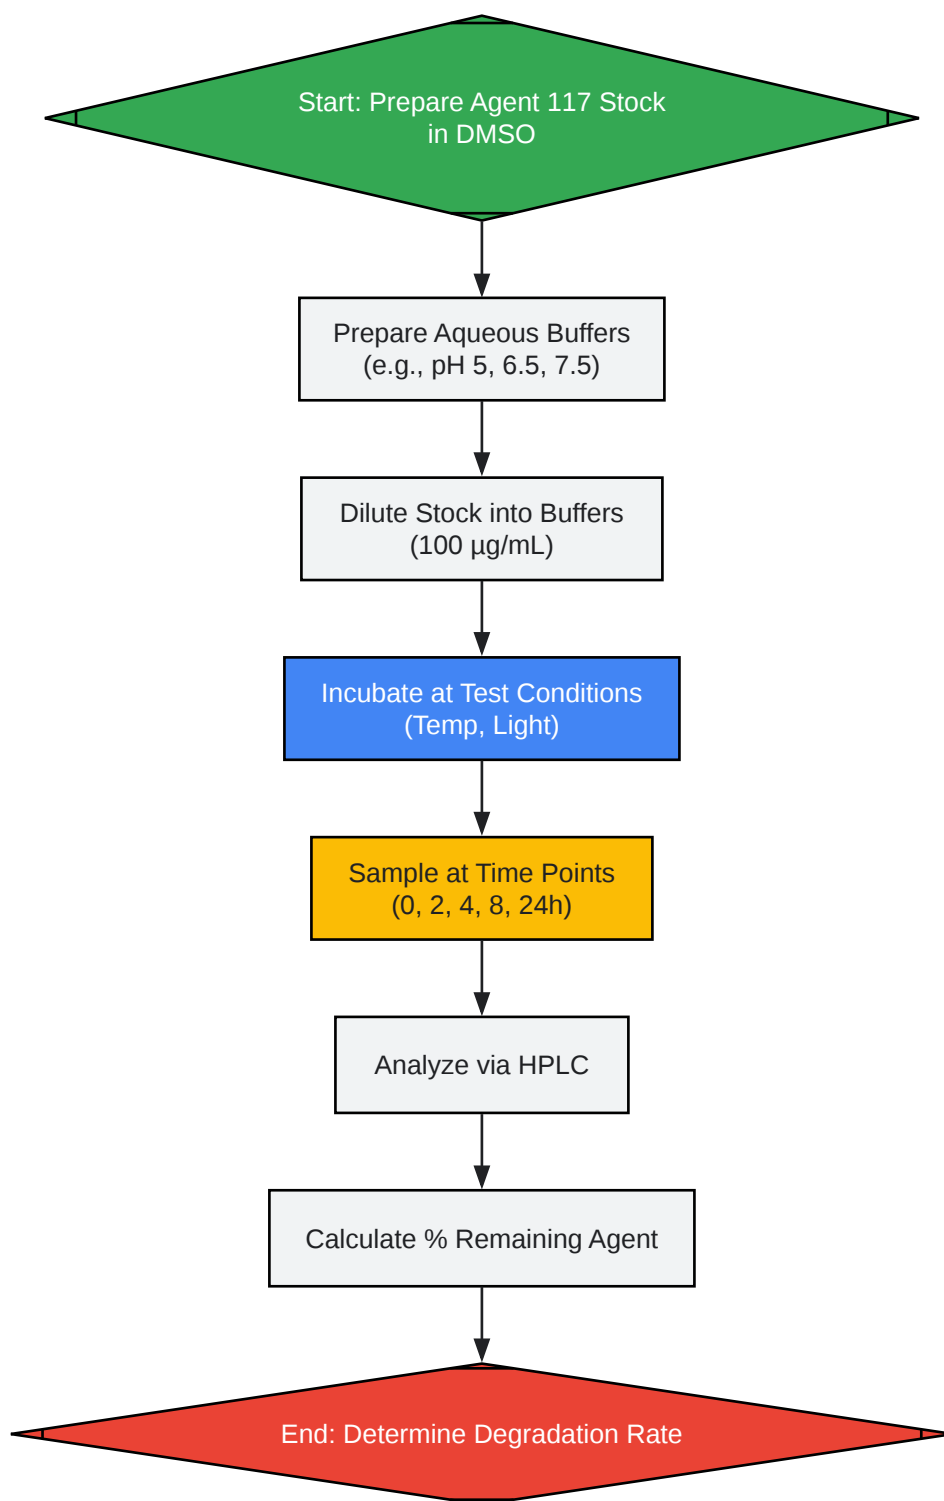 Start: Prepare Agent 117 Stock
in DMSO
Prepare Aqueous Buffers
(e.g., pH 5, 6.5, 7.5)
Dilute Stock into Buffers
(100 µg/mL)
Incubate at Test Conditions
(Temp, Light)
Sample at Time Points
(0, 2, 4, 8, 24h)
Analyze via HPLC
Calculate % Remaining Agent
End: Determine Degradation Rate